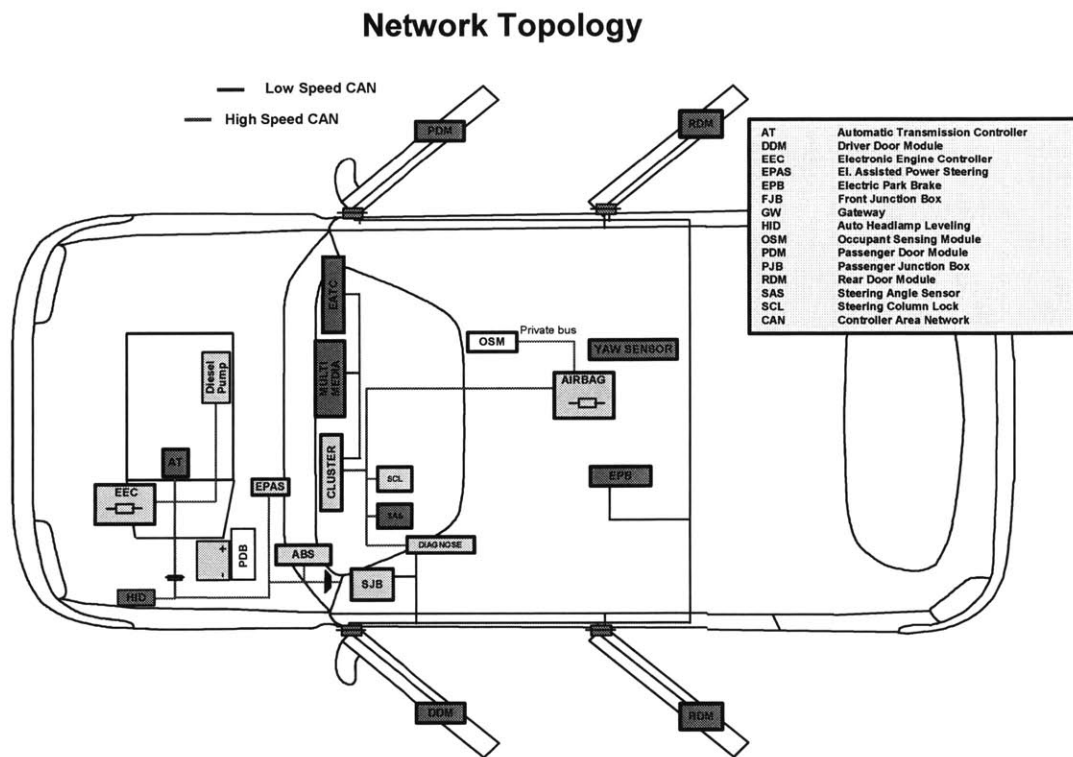 Network Topology
Low Speed CAN
High Speed CAN
PDM
RDM
AT Automatic Transmission Controller
DDM Driver Door Module
EEC Electronic Engine Controller
EPAS El. Assisted Power Steering
EPB Electric Park Brake
FJB Front Junction Box
GW Gateway
HID Auto Headlamp Leveling
OSM Occupant Sensing Module
PDM Passenger Door Module
PJB Passenger Junction Box
RDM Rear Door Module
SAS Steering Angle Sensor
SCL Steering Column Lock
CAN Controller Area Network
EATC
OSM
Private bus
YAW SENSOR
MULTI
MEDIA
AIRBAG
Diesel
Pump
AT
CLUSTER
SCL
EPB
EEC
EPAS
SAS
DIAGNOSE
+
-
PDB
ABS
SJB
HID
DDM
RDM